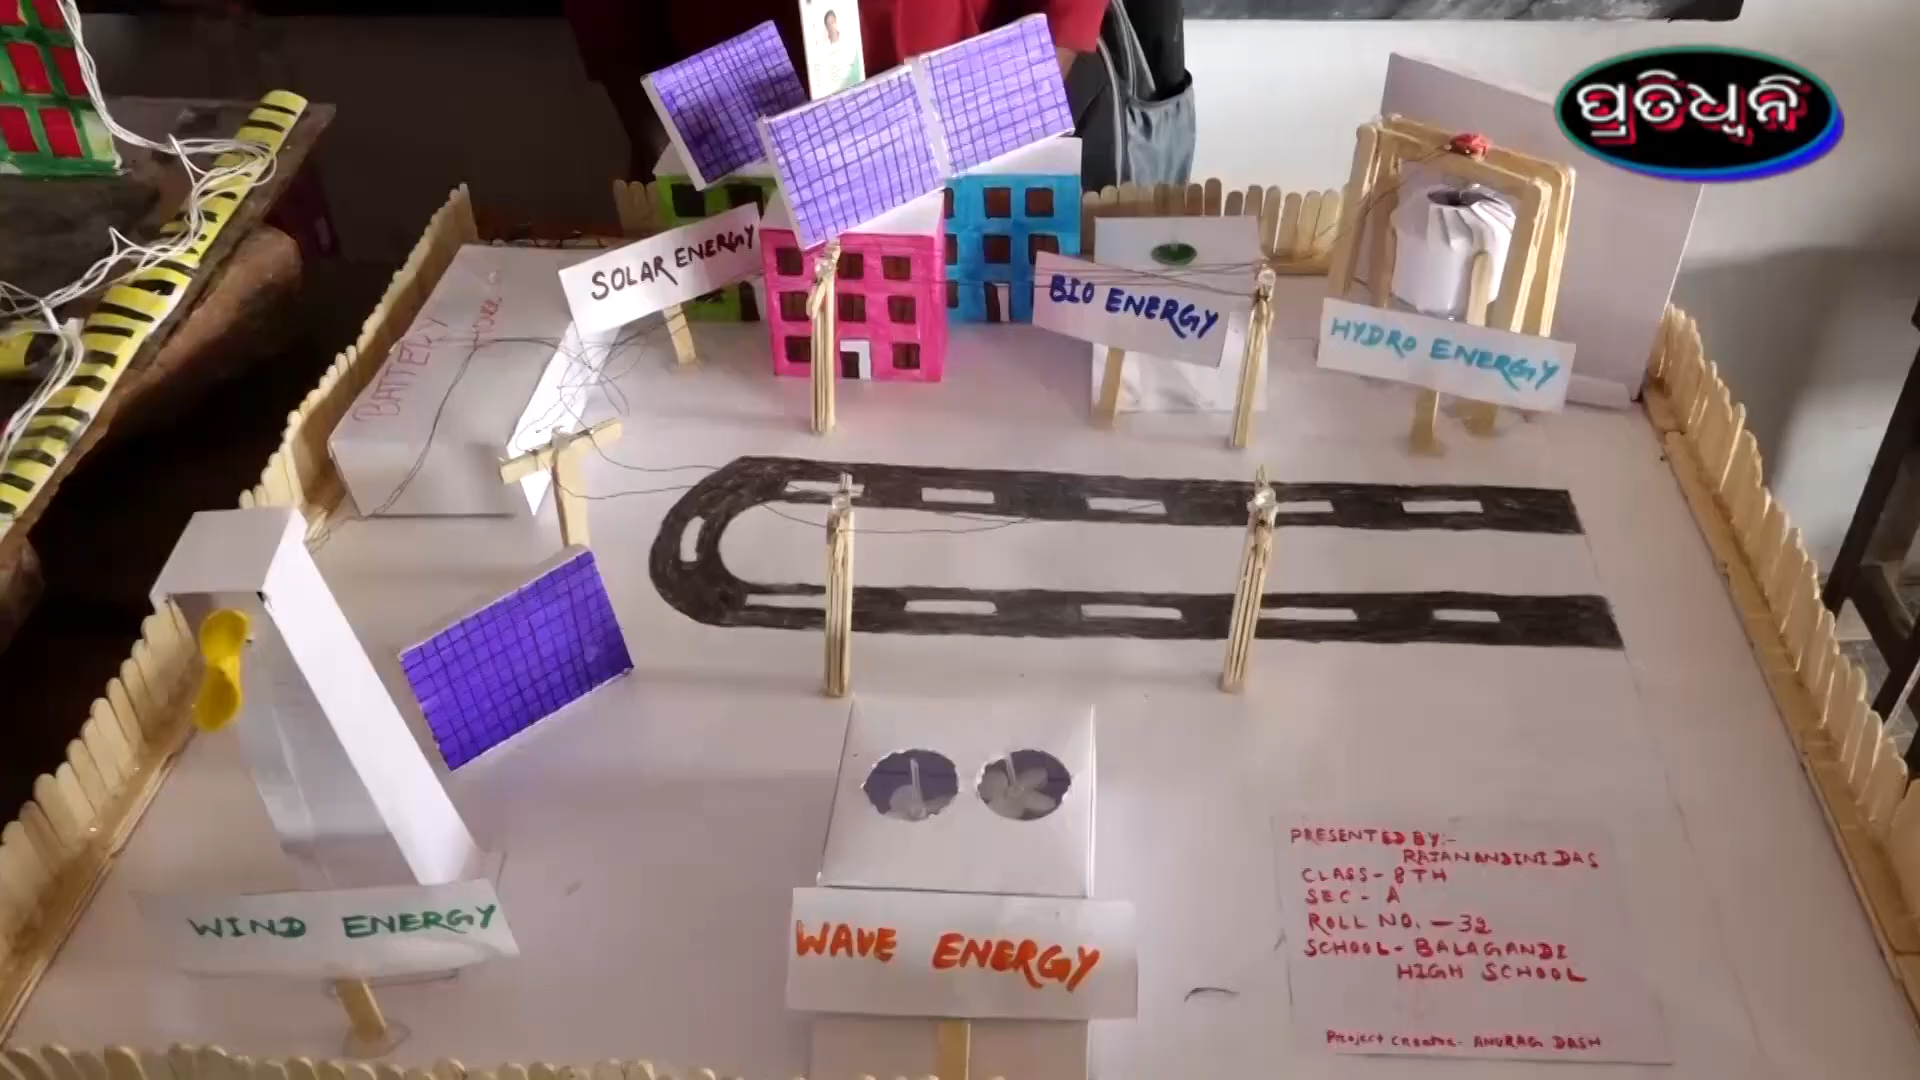 ପ୍ରତିଧ୍ୱନି
SOLAR ENERGY
BIO ENERGY
HYDRO ENERGY
BATTERY
WIND ENERGY
WAVE ENERGY
PRESENTED BY:-
RAJANANDINI DAS
CLASS- 8TH
SEC- A
ROLL NO. - 32
SCHOOL- BALAGANDI
HIGH SCHOOL
Project creator- ANURAG DASH